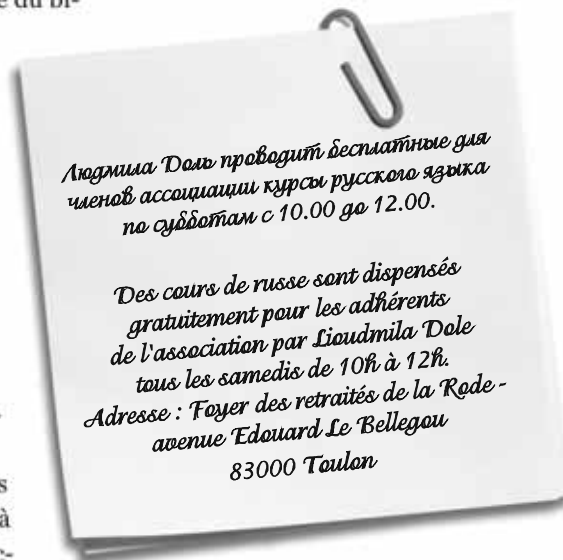 e du bi-
Людмила Доль проводит бесплатные для
членов ассоциации курсы русского языка
по субботам с 10.00 до 12.00.
Des cours de russe sont dispensés
gratuitement pour les adhérents
de l'association par Lioudmila Dole
tous les samedis de 10h à 12h.
Adresse : Foyer des retraités de la Rode -
avenue Edouard Le Bellegou
83000 Toulon
s
à